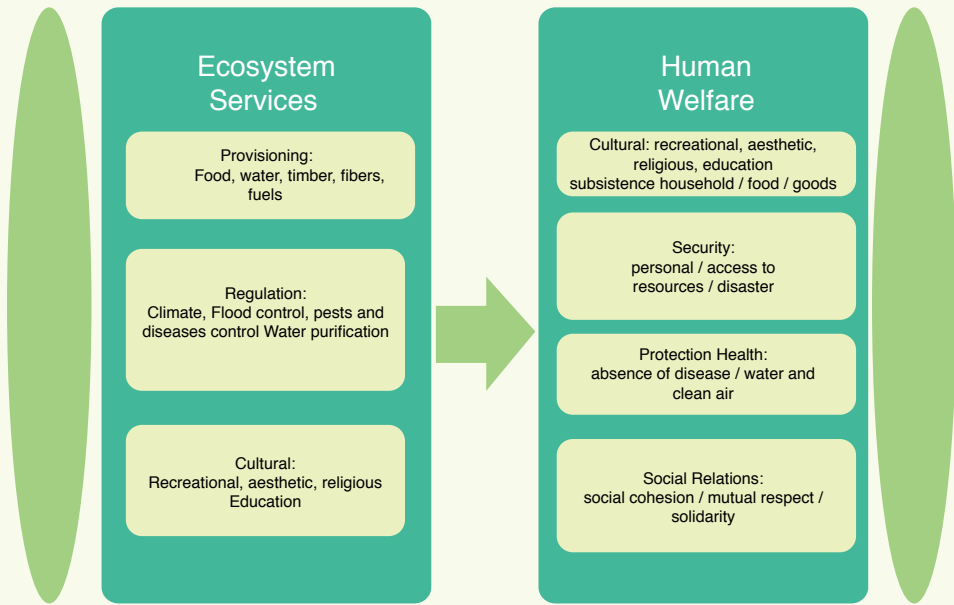 Ecosystem
Services
Provisioning:
Food, water, timber, fibers,
fuels
Regulation:
Climate, Flood control, pests and
diseases control Water purification
Cultural:
Recreational, aesthetic, religious
Education
Human
Welfare
Cultural: recreational, aesthetic,
religious, education
subsistence household / food / goods
Security:
personal / access to
resources / disaster
Protection Health:
absence of disease / water and
clean air
Social Relations:
social cohesion / mutual respect /
solidarity